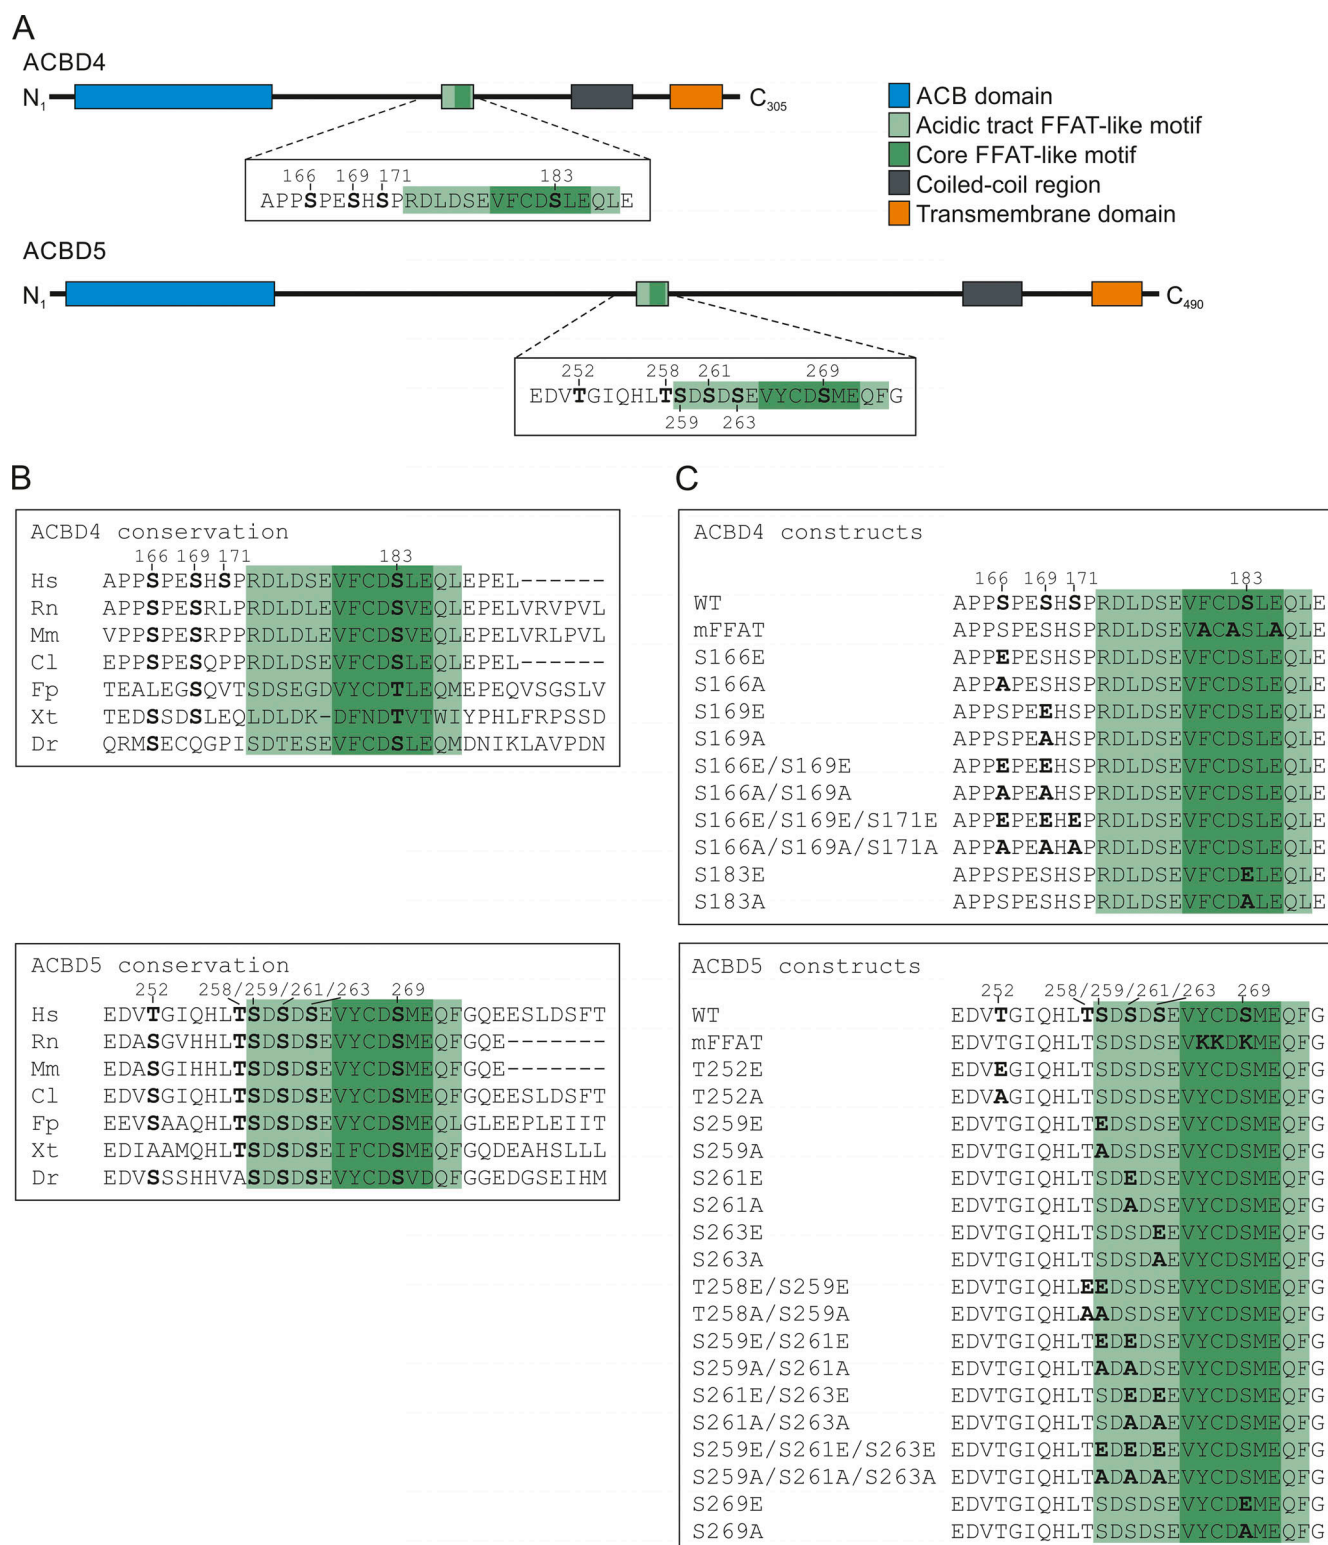 A
ACBD4
N1 C305
166 169 171 183
APPSPESHSPRDLDSEVFCDSLEQLE
ACB domain
Acidic tract FFAT-like motif
Core FFAT-like motif
Coiled-coil region
Transmembrane domain
ACBD5
N1 C490
252 258 261 269
EDVTGIQHLTSDSDSEVYCDSMEQFG
259 263
B
ACBD4 conservation
166 169 171 183
Hs APPSPESHSPRDLDSEVFCDSLEQLEPEL------
Rn APPSPESRLPRDLDLEVFCDSVEQLEPELVRVPVL
Mm VPPSPESRPPRDLDSEVFCDSVEQLEPELVRLPVL
Cl EPPSPESQPPRDLDSEVFCDSLEQLEPEL------
Fp TEALEGSQVTSDSEGDVYCDTLEQMEPEQVSGSLV
Xt TEDSSDSLEQLDLDK-DFNDTVTWIYPHLFRPSSD
Dr QRMSECQGPISDTESEVFCDSLEQMDNIKLAVPDN
ACBD5 conservation
252 258/259/261/263 269
Hs EDVTGIQHLTSDSDSEVYCDSMEQFGQEESLDSFT
Rn EDASGVHHLTSDSDSEVYCDSMEQFGQE-------
Mm EDASGIHHLTSDSDSEVYCDSMEQFGQE-------
Cl EDVSGIQHLTSDSDSEVYCDSMEQFGQEESLDSFT
Fp EEVSAAQHLTSDSDSEVYCDSMEQLGLEEPLEIIT
Xt EDIAAMQHLTSDSDSEIFCDSMEQFGQDEAHSLLL
Dr EDVSSSHHVASDSDSEVYCDSVDQFGGEDGSEIHM
C
ACBD4 constructs
166 169 171 183
WT APPSPESHSPRDLDSEVFCDSLEQLE
mFFAT APPSPESHSPRDLDSEVACASLAQLE
S166E APPEPESHSPRDLDSEVFCDSLEQLE
S166A APPAPESHSPRDLDSEVFCDSLEQLE
S169E APPSPEEHSPRDLDSEVFCDSLEQLE
S169A APPSPEAHSPRDLDSEVFCDSLEQLE
S166E/S169E APPEPEEHSPRDLDSEVFCDSLEQLE
S166A/S169A APPAPEAHSPRDLDSEVFCDSLEQLE
S166E/S169E/S171E APPEPEEHEPRDLDSEVFCDSLEQLE
S166A/S169A/S171A APPAPEAHAPRDLDSEVFCDSLEQLE
S183E APPSPESHSPRDLDSEVFCDELEQLE
S183A APPSPESHSPRDLDSEVFCDALEQLE
ACBD5 constructs
252 258/259/261/263 269
WT EDVTGIQHLTSDSDSEVYCDSMEQFG
mFFAT EDVTGIQHLTSDSDSEVKKDKMEQFG
T252E EDVEGIQHLTSDSDSEVYCDSMEQFG
T252A EDVAGIQHLTSDSDSEVYCDSMEQFG
S259E EDVTGIQHLTEDSDSEVYCDSMEQFG
S259A EDVTGIQHLTADSDSEVYCDSMEQFG
S261E EDVTGIQHLTSDEDSEVYCDSMEQFG
S261A EDVTGIQHLTSDADSEVYCDSMEQFG
S263E EDVTGIQHLTSDSDEEVYCDSMEQFG
S263A EDVTGIQHLTSDSDAEVYCDSMEQFG
T258E/S259E EDVTGIQHLEEDSDSEVYCDSMEQFG
T258A/S259A EDVTGIQHLAADSDSEVYCDSMEQFG
S259E/S261E EDVTGIQHLTEDEDSEVYCDSMEQFG
S259A/S261A EDVTGIQHLTADADSEVYCDSMEQFG
S261E/S263E EDVTGIQHLTSDEDEEVYCDSMEQFG
S261A/S263A EDVTGIQHLTSDADAEVYCDSMEQFG
S259E/S261E/S263E EDVTGIQHLTEDEDEEVYCDSMEQFG
S259A/S261A/S263A EDVTGIQHLTADADAEVYCDSMEQFG
S269E EDVTGIQHLTSDSDSEVYCDEMEQFG
S269A EDVTGIQHLTSDSDSEVYCDAMEQFG